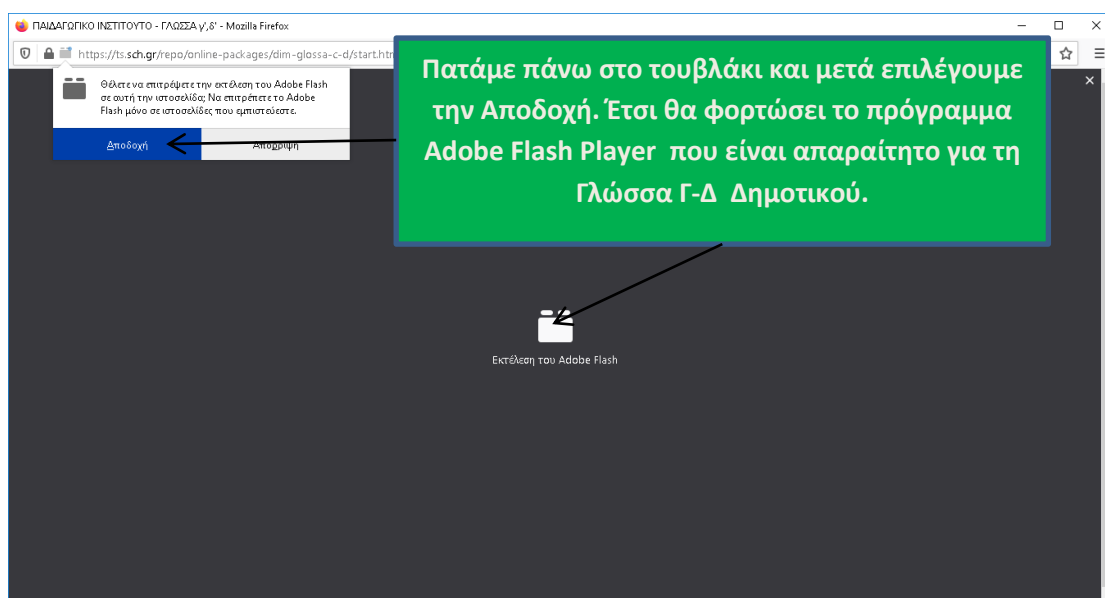 ΠΑΙΔΑΓΩΓΙΚΟ ΙΝΣΤΙΤΟΥΤΟ - ΓΛΩΣΣΑ γ',δ' - Mozilla Firefox
https://ts.sch.gr/repo/online-packages/dim-glossa-c-d/start.htm
Θέλετε να επιτρέψετε την εκτέλεση του Adobe Flash
σε αυτή την ιστοσελίδα; Να επιτρέπετε το Adobe
Flash μόνο σε ιστοσελίδες που εμπιστεύεστε.
Αποδοχή Απόρριψη
Πατάμε πάνω στο τουβλάκι και μετά επιλέγουμε
την Αποδοχή. Έτσι θα φορτώσει το πρόγραμμα
Adobe Flash Player που είναι απαραίτητο για τη
Γλώσσα Γ-Δ Δημοτικού.
Εκτέλεση του Adobe Flash